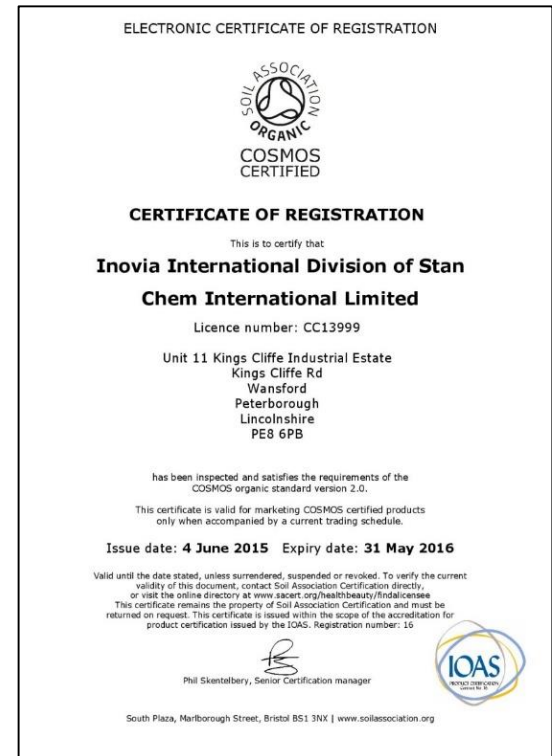 ELECTRONIC CERTIFICATE OF REGISTRATION
SOIL ASSOCIATION
ORGANIC
COSMOS
CERTIFIED
CERTIFICATE OF REGISTRATION
This is to certify that
Inovia International Division of Stan
Chem International Limited
Licence number: CC13999
Unit 11 Kings Cliffe Industrial Estate
Kings Cliffe Rd
Wansford
Peterborough
Lincolnshire
PE8 6PB
has been inspected and satisfies the requirements of the
COSMOS organic standard version 2.0.
This certificate is valid for marketing COSMOS certified products
only when accompanied by a current trading schedule.
Issue date: 4 June 2015 Expiry date: 31 May 2016
Valid until the date stated, unless surrendered, suspended or revoked. To verify the current
validity of this document, contact Soil Association Certification directly,
or visit the online directory at www.sacert.org/healthbeauty/findalicensee
This certificate remains the property of Soil Association Certification and must be
returned on request. This certificate is issued within the scope of the accreditation for
product certification issued by the IOAS. Registration number: 16
Phil Skentelbery, Senior Certification manager
IOAS
PRODUCT CERTIFICATION
South Plaza, Marlborough Street, Bristol BS1 3NX | www.soilassociation.org